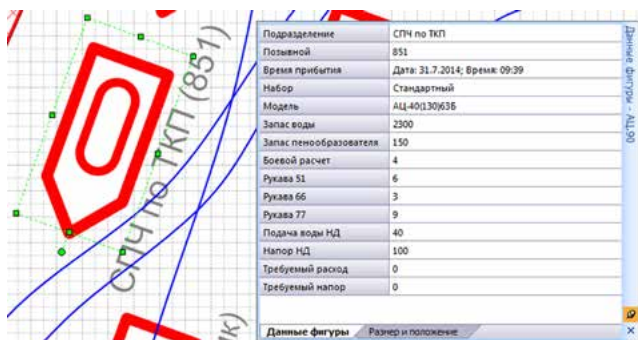 СПЧ по ТКП (851)
Подразделение СПЧ по ТКП
Позывной 851
Время прибытия Дата: 31.7.2014; Время: 09:39
Набор Стандартный
Модель АЦ-40(130)63Б
Запас воды 2300
Запас пенообразователя 150
Боевой расчет 4
Рукава 51 6
Рукава 66 3
Рукава 77 9
Подача воды НД 40
Напор НД 100
Требуемый расход 0
Требуемый напор 0
Данные фигуры Размер и положение
Данные фигуры - АЦ.90